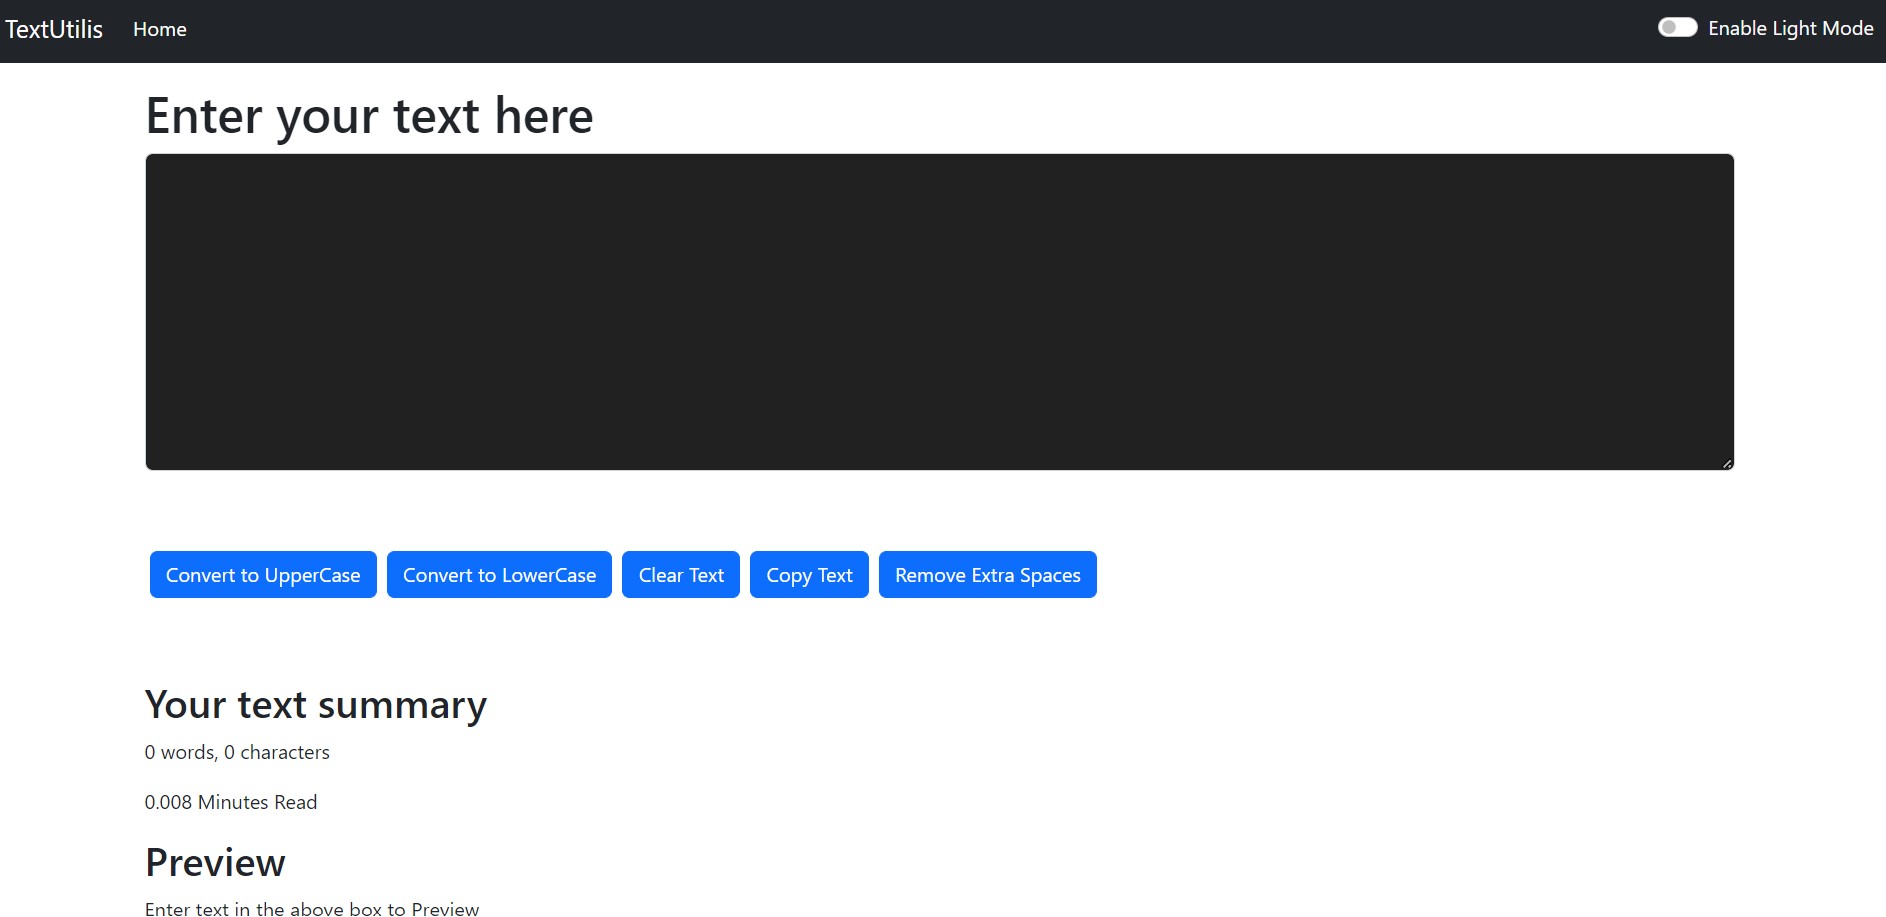 TextUtilis Home Enable Light Mode
Enter your text here
Convert to UpperCase Convert to LowerCase Clear Text Copy Text Remove Extra Spaces
Your text summary
0 words, 0 characters
0.008 Minutes Read
Preview
Enter text in the above box to Preview